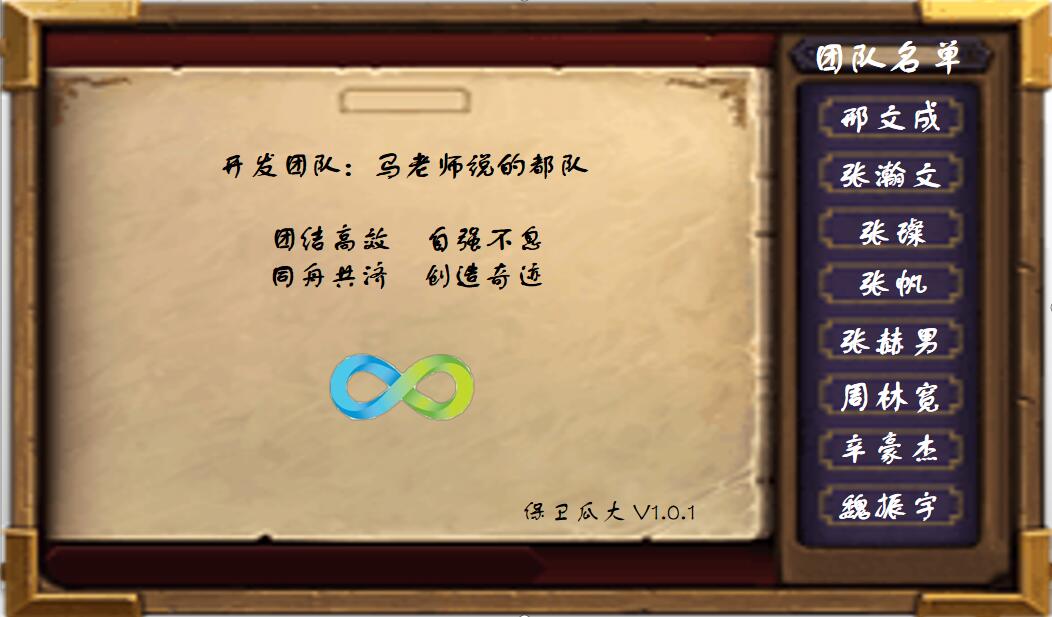 开发团队：马老师说的都队
团结高效 自强不息
同舟共济 创造奇迹
保卫瓜大 V1.0.1
团队名单
邢文成
张瀚文
张璨
张帆
张赫男
周林宽
辛豪杰
魏振宇